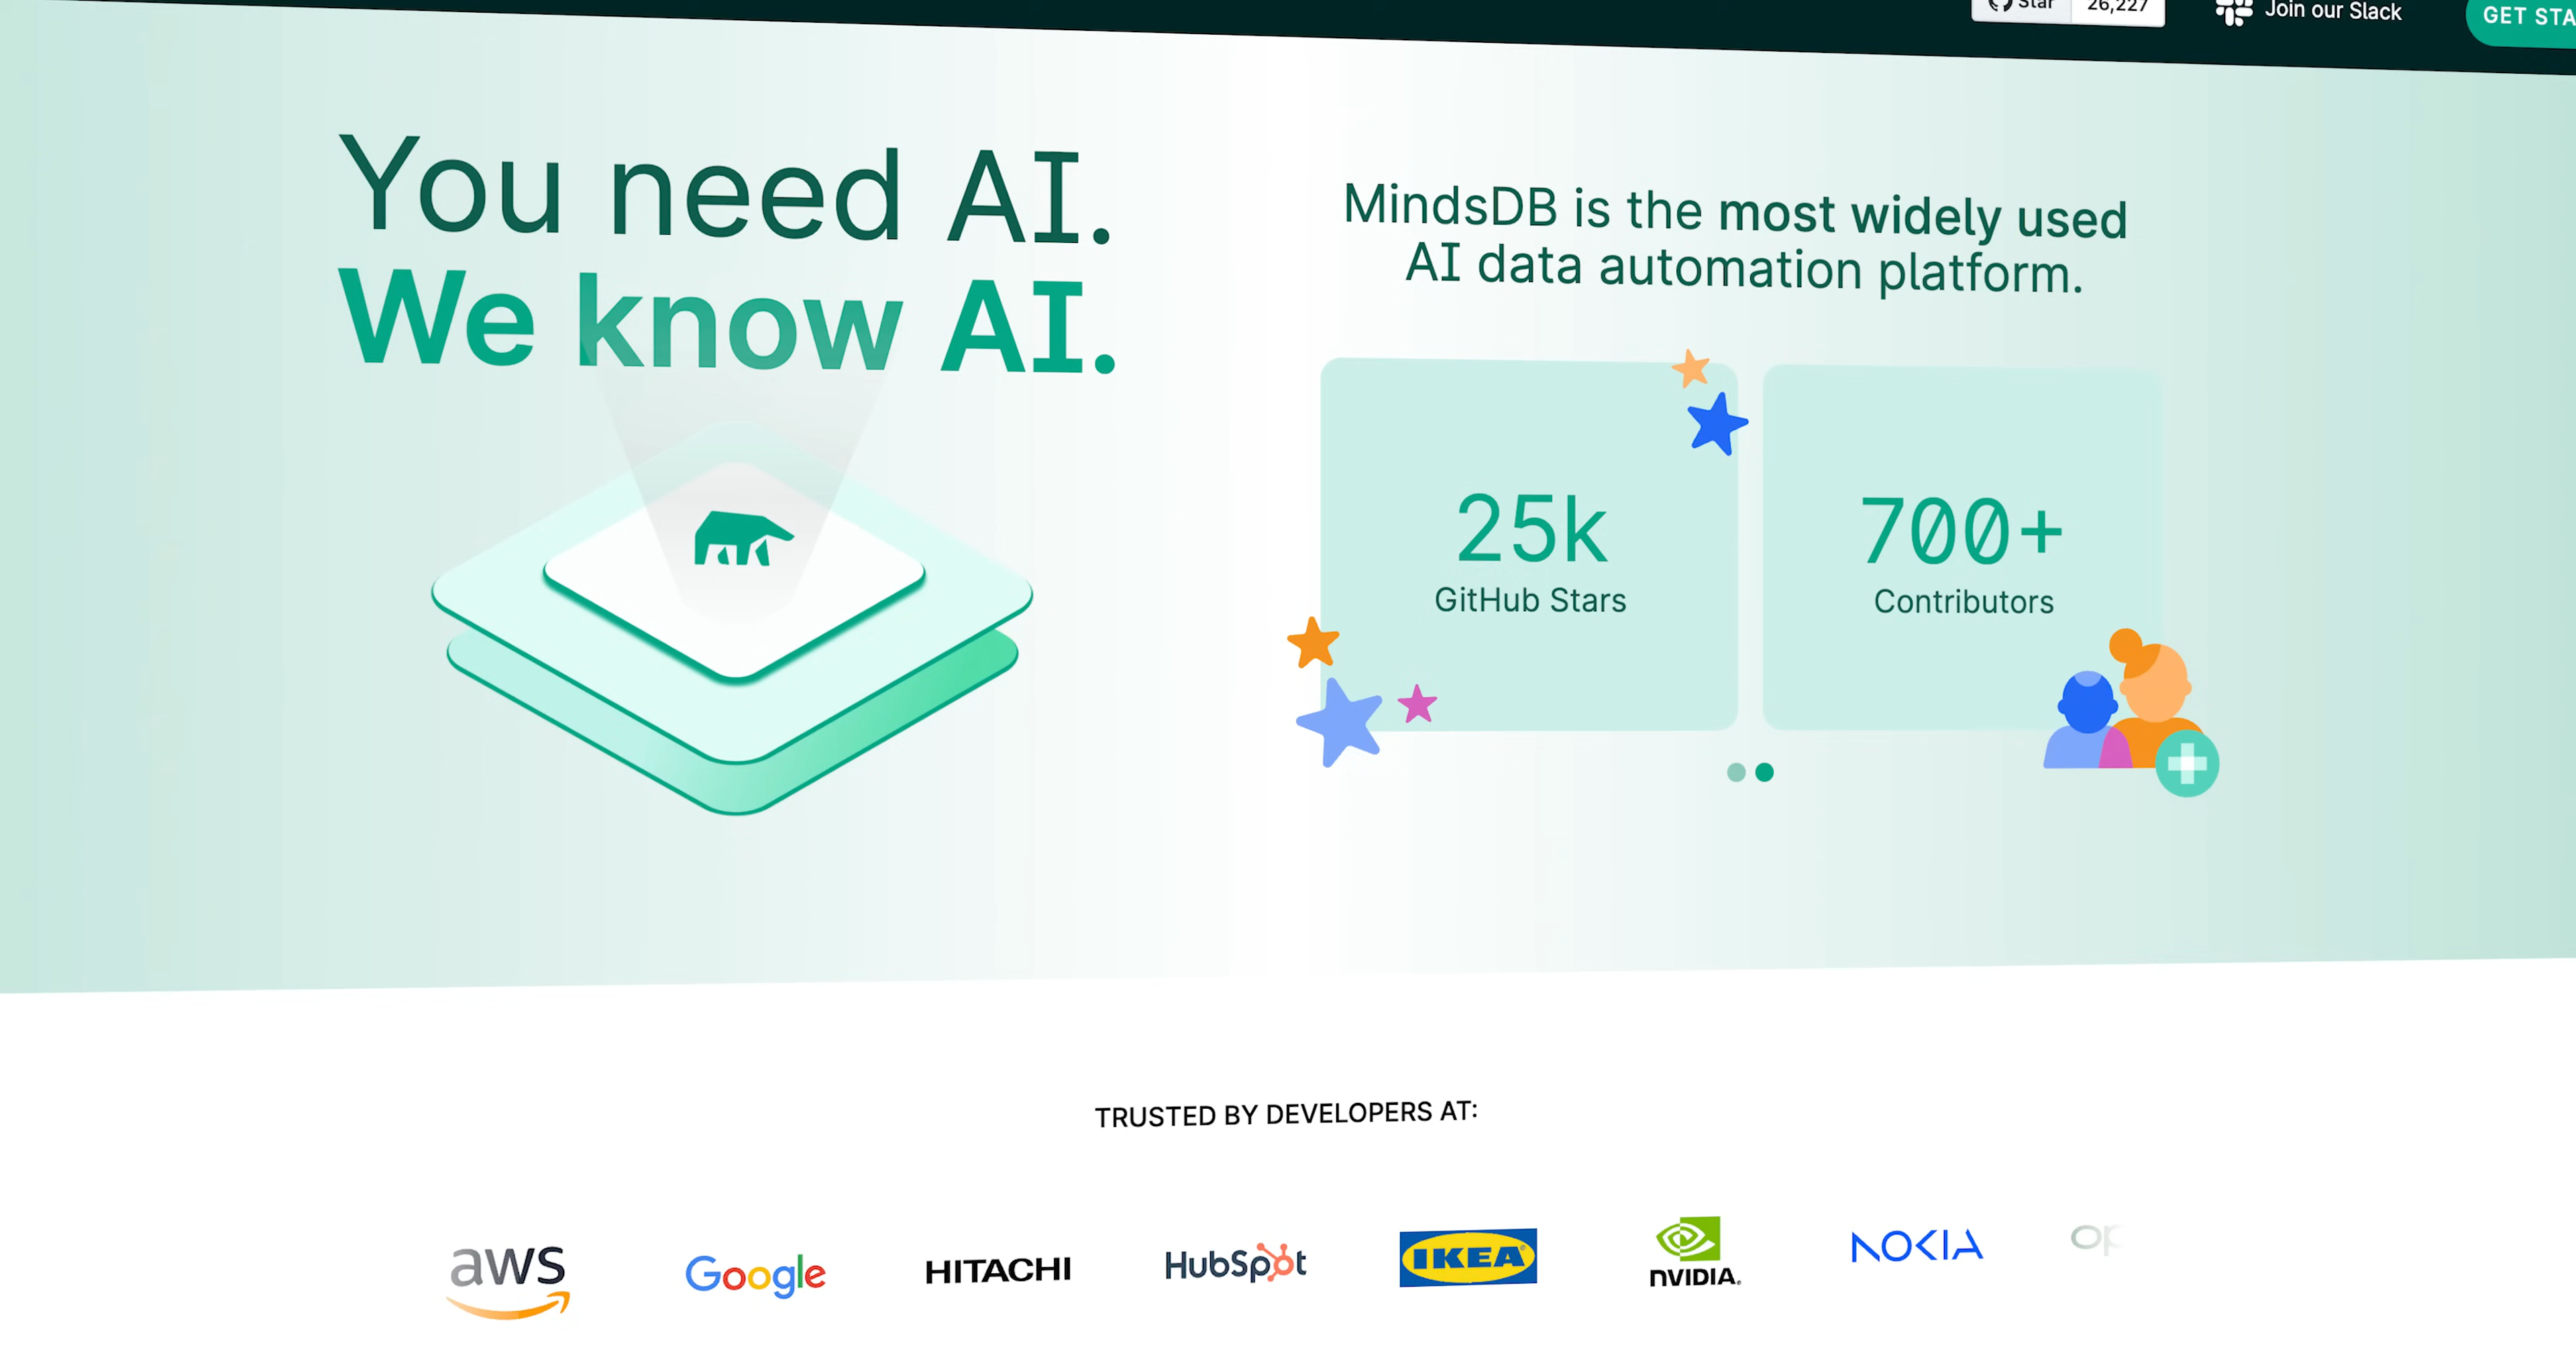 Star 26,227 Join our Slack GET
You need AI.
We know AI.
MindsDB is the most widely used
AI data automation platform.
25k
GitHub Stars
700+
Contributors
TRUSTED BY DEVELOPERS AT:
aws Google HITACHI HubSpot IKEA NVIDIA. NOKIA